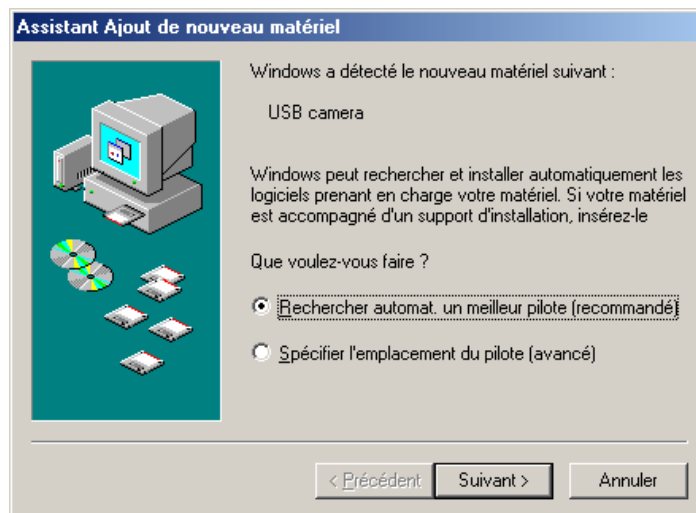 Assistant Ajout de nouveau matériel
Windows a détecté le nouveau matériel suivant :
USB camera
Windows peut rechercher et installer automatiquement les
logiciels prenant en charge votre matériel. Si votre matériel
est accompagné d'un support d'installation, insérez-le
Que voulez-vous faire ?
Rechercher automat. un meilleur pilote (recommandé)
Spécifier l'emplacement du pilote (avancé)
< Précédent
Suivant >
Annuler